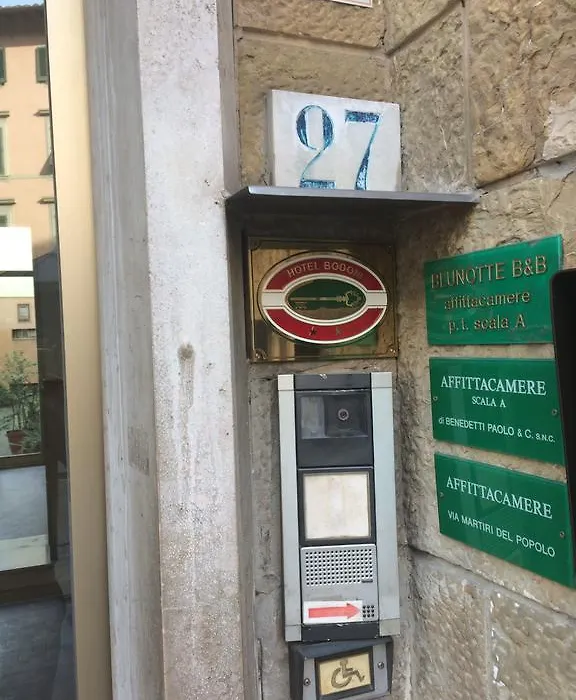 27
HOTEL BODONI
BLUNOTTE B&B
affittacamere
p.t. scala A
AFFITTACAMERE
SCALA A
di BENEDETTI PAOLO & C. s.n.c.
AFFITTACAMERE
VIA MARTIRI DEL POPOLO